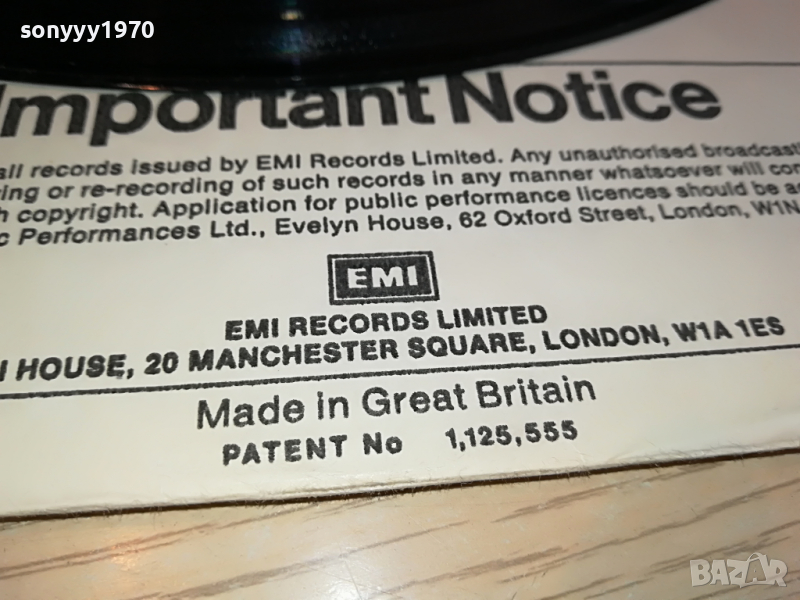 sonyyy1970
Important Notice
all records issued by EMI Records Limited. Any unauthorised
or re-recording of such records in any manner whatsoever will
copyright. Application for public performance licences should be
Performances Ltd., Evelyn House, 62 Oxford Street, London, W1N
EMI
EMI RECORDS LIMITED
HOUSE, 20 MANCHESTER SQUARE, LONDON, W1A 1ES
Made in Great Britain
PATENT No 1,125,555
BAZAR